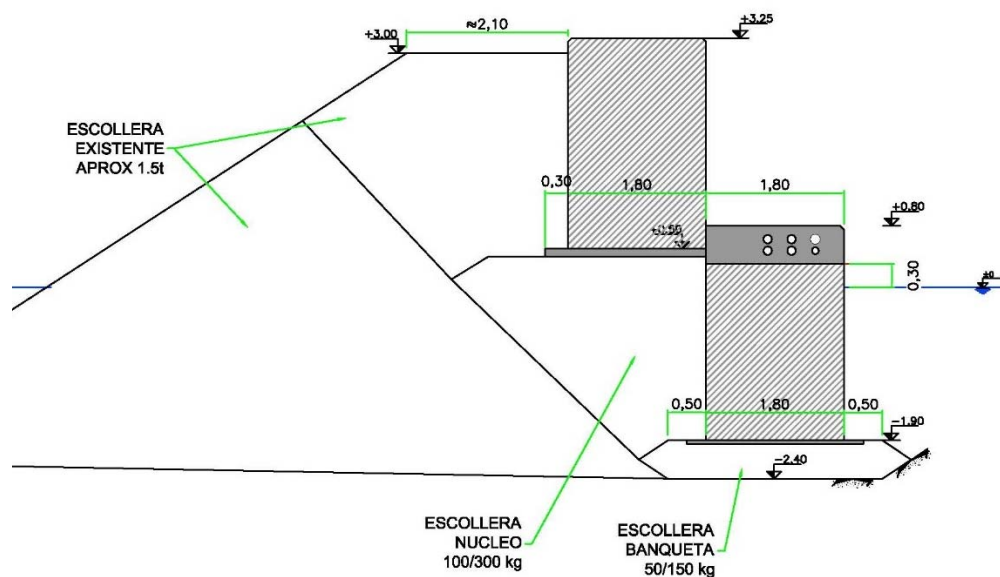 ≈2,10
+3.00
+3.25
ESCOLLERA
EXISTENTE
APROX 1.5t
0,30
1,80
1,80
+0.80
0,30
±0
0,50
1,80
0,50
-1.90
-2.40
ESCOLLERA
NUCLEO
100/300 kg
ESCOLLERA
BANQUETA
50/150 kg